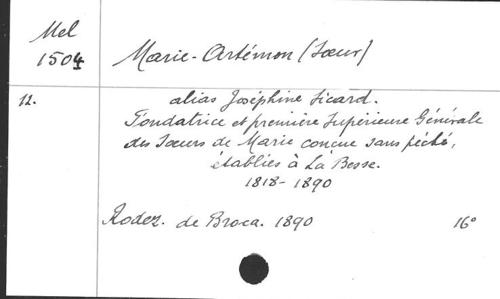 Mel
1504
Marie-Artémon (Sœur)
12.
alias Joséphine Sicard.
Fondatrice et première Supérieure Générale
des Sœurs de Marie conçue sans péché,
établies à La Besse.
1818-1890
Rodez. de Broca. 1890
16°